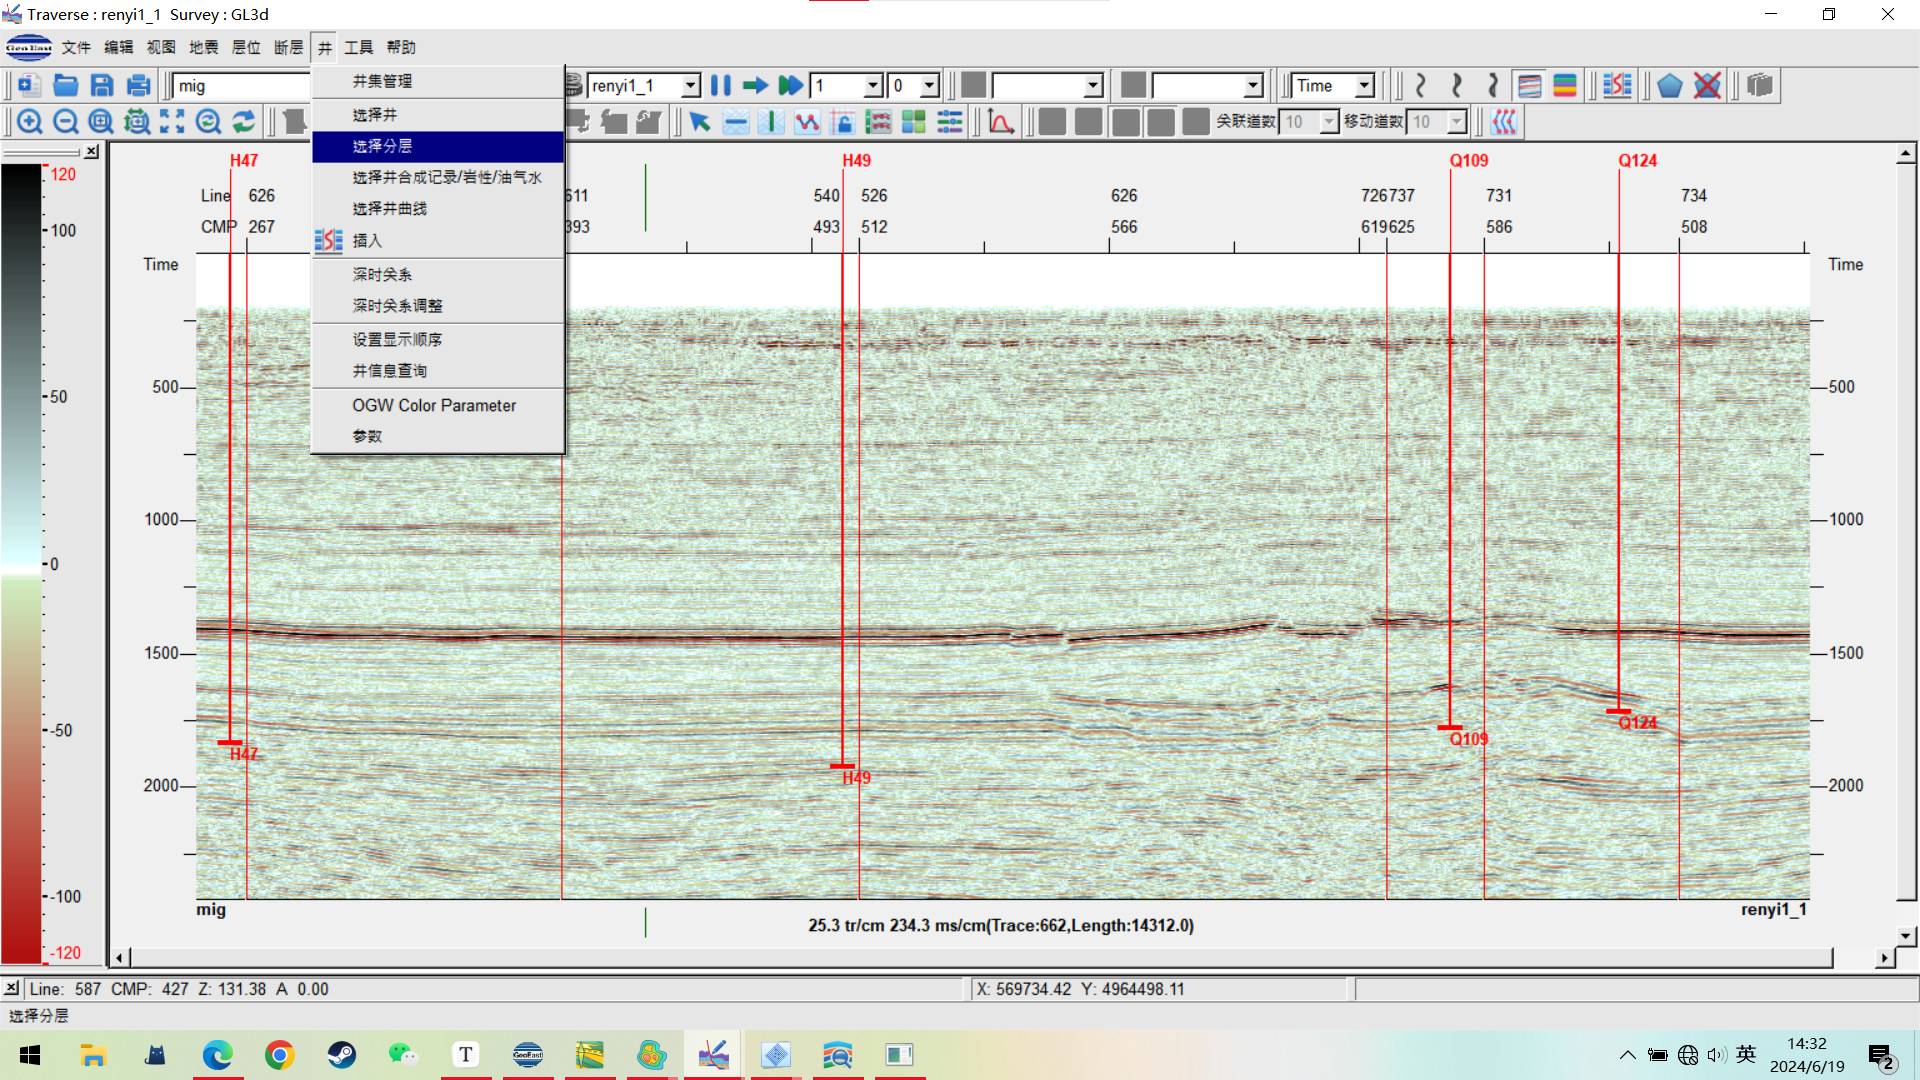 Traverse : renyi1_1 Survey : GL3d
GeoEast 文件 编辑 视图 地震 层位 断层 井 工具 帮助
mig renyi1_1 1 0 Time
关联道数 10 移动道数 10
井集管理
选择井
选择分层
选择井合成记录/岩性/油气水
选择井曲线
插入
深时关系
深时关系调整
设置显示顺序
井信息查询
OGW Color Parameter
参数
120
100
50
0
-50
-100
-120
H47 H49 Q109 Q124
Line 626 611 540 526 626 726737 731 734
CMP 267 393 493 512 566 619625 586 508
Time Time
500 500
1000 1000
1500 1500
2000 2000
Q124
Q109
H47
H49
mig renyi1_1
25.3 tr/cm 234.3 ms/cm(Trace:662,Length:14312.0)
Line: 587 CMP: 427 Z: 131.38 A 0.00 X: 569734.42 Y: 4964498.11
选择分层
T GeoEast 英 14:32
2024/6/19 2